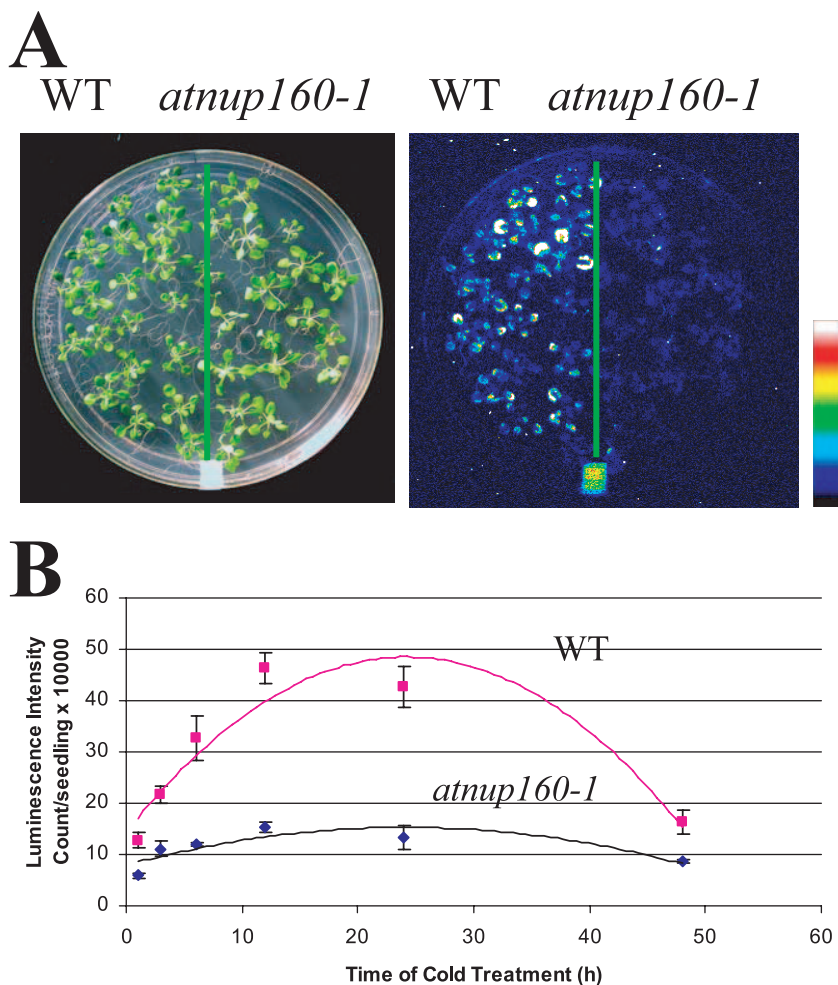 A
WT atnup160-1 WT atnup160-1
B
60
50
40
30
20
10
0
Luminescence Intensity
Count/seedling x 10000
WT
atnup160-1
0 10 20 30 40 50 60
Time of Cold Treatment (h)